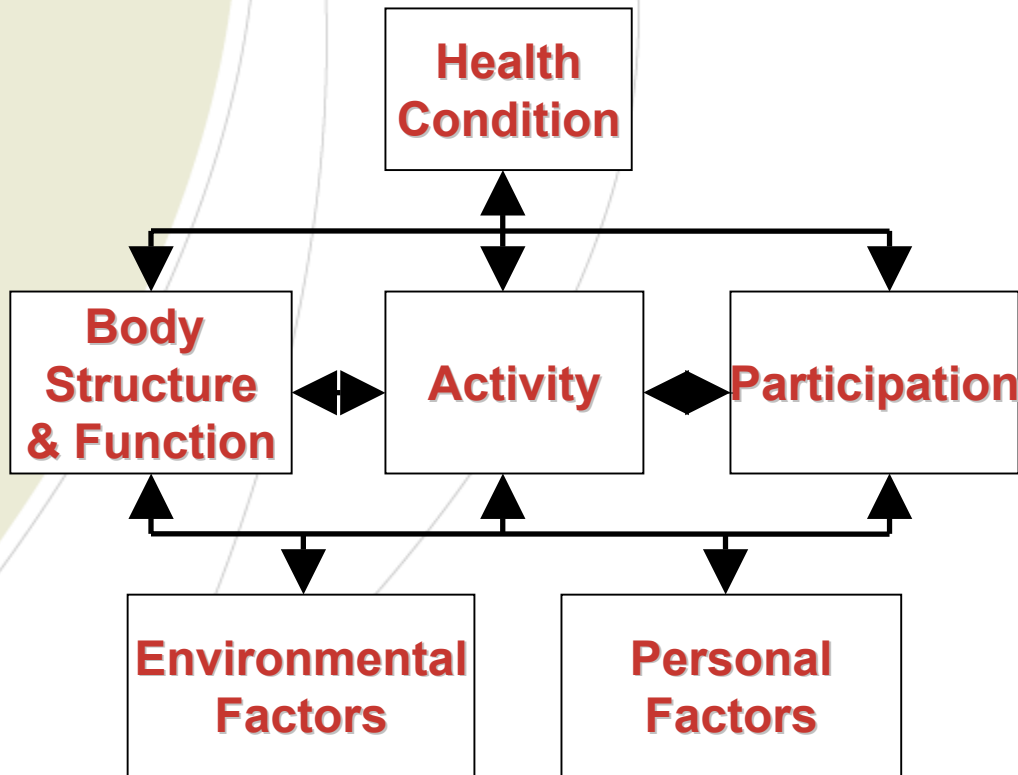 Health
Condition
Body
Structure
& Function
Activity
Participation
Environmental
Factors
Personal
Factors